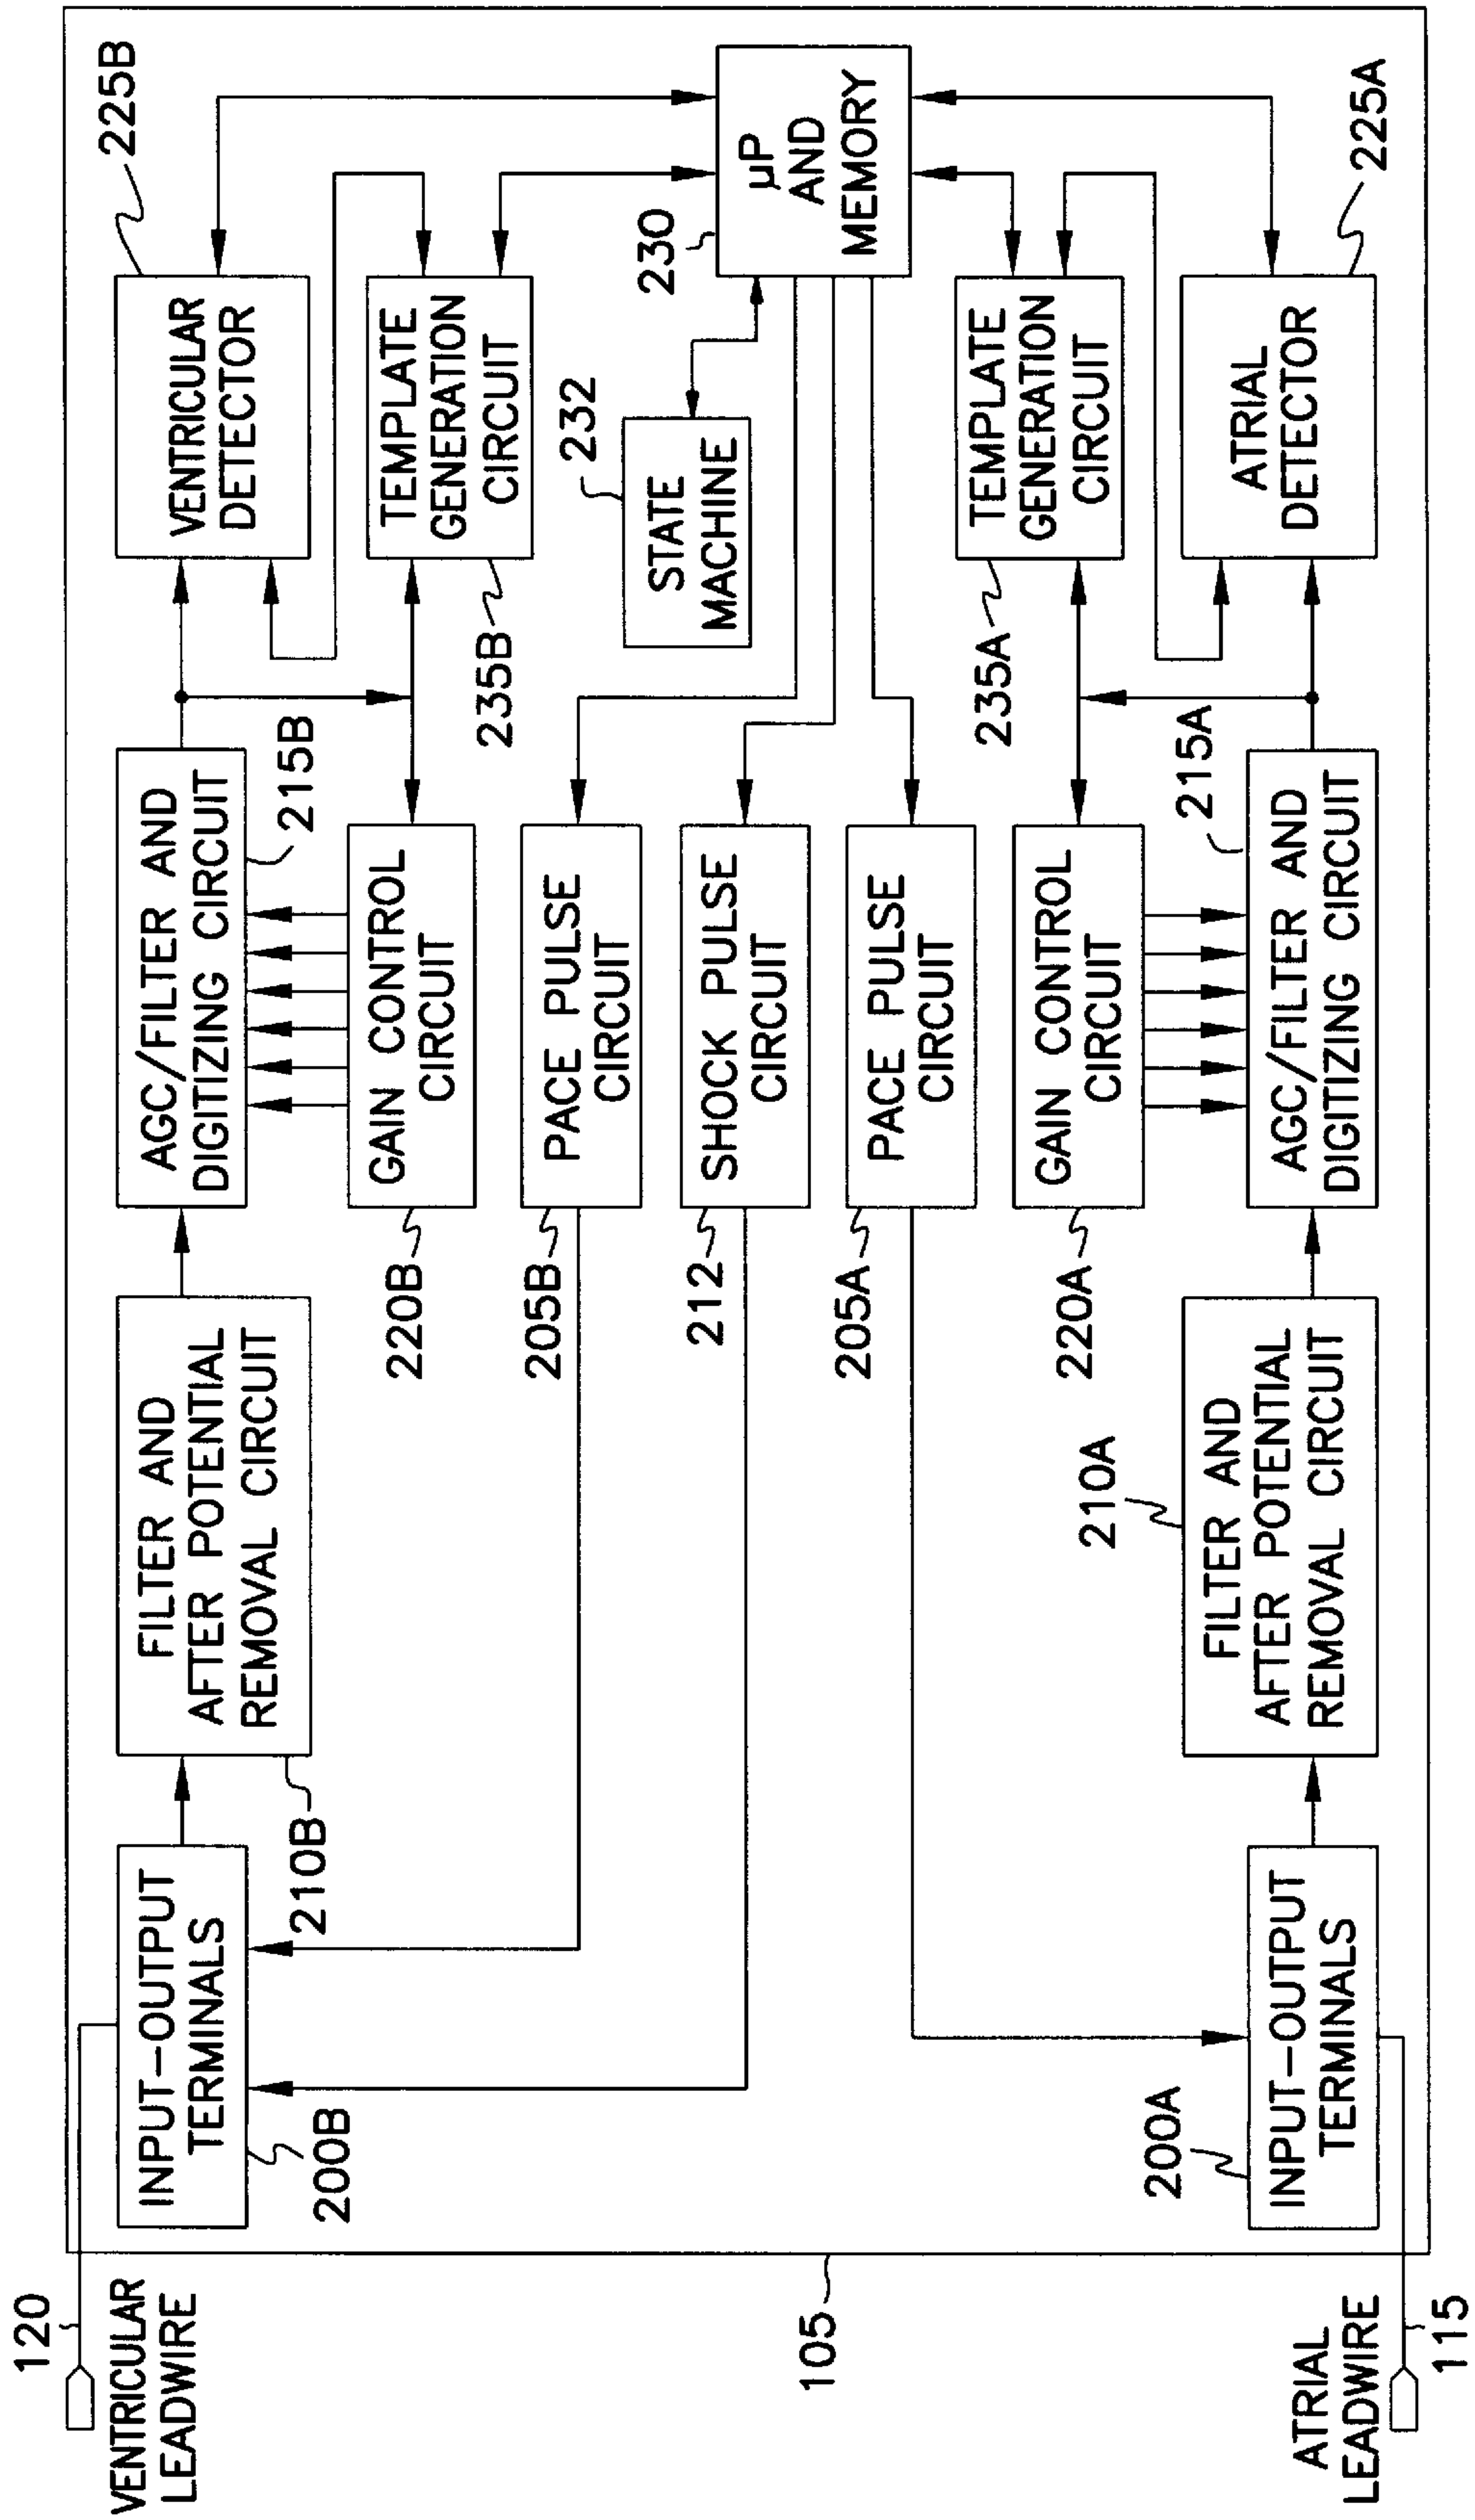 120
VENTRICULAR
LEADWIRE
INPUT-OUTPUT
TERMINALS
200B
FILTER AND
AFTER POTENTIAL
REMOVAL CIRCUIT
210B
AGC/FILTER AND
DIGITIZING CIRCUIT
215B
VENTRICULAR
DETECTOR
225B
GAIN CONTROL
CIRCUIT
220B
TEMPLATE
GENERATION
CIRCUIT
235B
PACE PULSE
CIRCUIT
205B
STATE
MACHINE
232
SHOCK PULSE
CIRCUIT
212
µP
AND
MEMORY
230
PACE PULSE
CIRCUIT
205A
GAIN CONTROL
CIRCUIT
220A
TEMPLATE
GENERATION
CIRCUIT
235A
105
ATRIAL
LEADWIRE
115
INPUT-OUTPUT
TERMINALS
200A
FILTER AND
AFTER POTENTIAL
REMOVAL CIRCUIT
210A
AGC/FILTER AND
DIGITIZING CIRCUIT
215A
ATRIAL
DETECTOR
225A